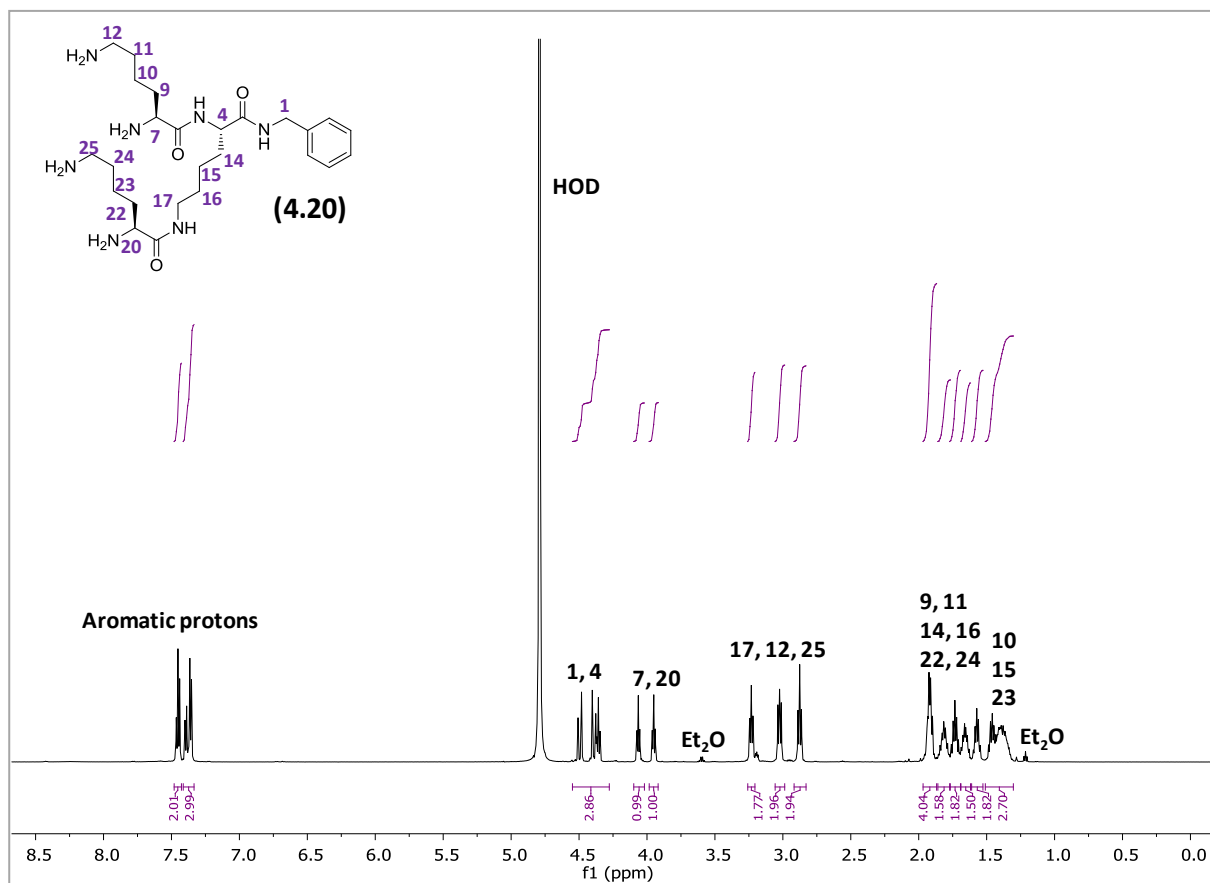 12
H₂N
11
10
9
H
N
4
O
1
H₂N
7
O
N
H
14
25
H₂N
24
23
15
16
22
17
(4.20)
H₂N
20
O
N
H
HOD
Aromatic protons
1, 4
7, 20
Et₂O
17, 12, 25
9, 11
14, 16
22, 24
10
15
23
Et₂O
2.01
2.99
2.86
0.99
1.00
1.77
1.96
1.94
4.04
1.58
1.82
1.50
1.82
2.70
8.5 8.0 7.5 7.0 6.5 6.0 5.5 5.0 4.5 4.0 3.5 3.0 2.5 2.0 1.5 1.0 0.5 0.0
f1 (ppm)